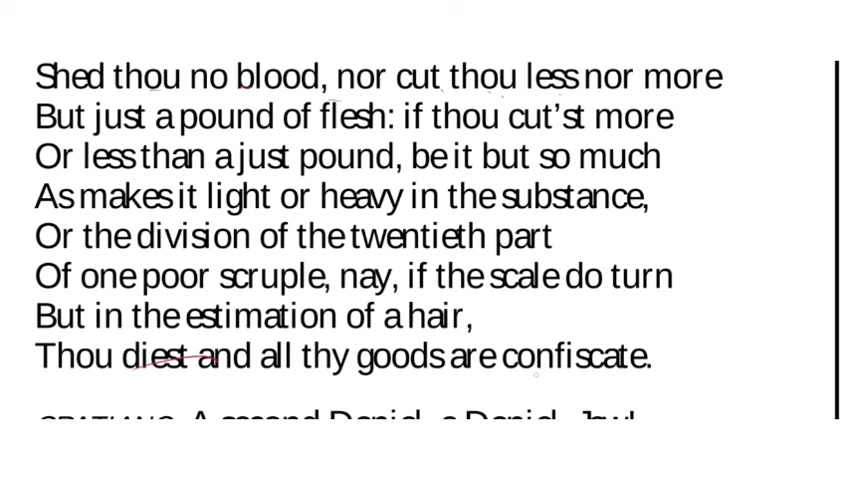 Shed thou no blood, nor cut thou less nor more
But just a pound of flesh: if thou cut’st more
Or less than a just pound, be it but so much
As makes it light or heavy in the substance,
Or the division of the twentieth part
Of one poor scruple, nay, if the scale do turn
But in the estimation of a hair,
Thou diest and all thy goods are confiscate.